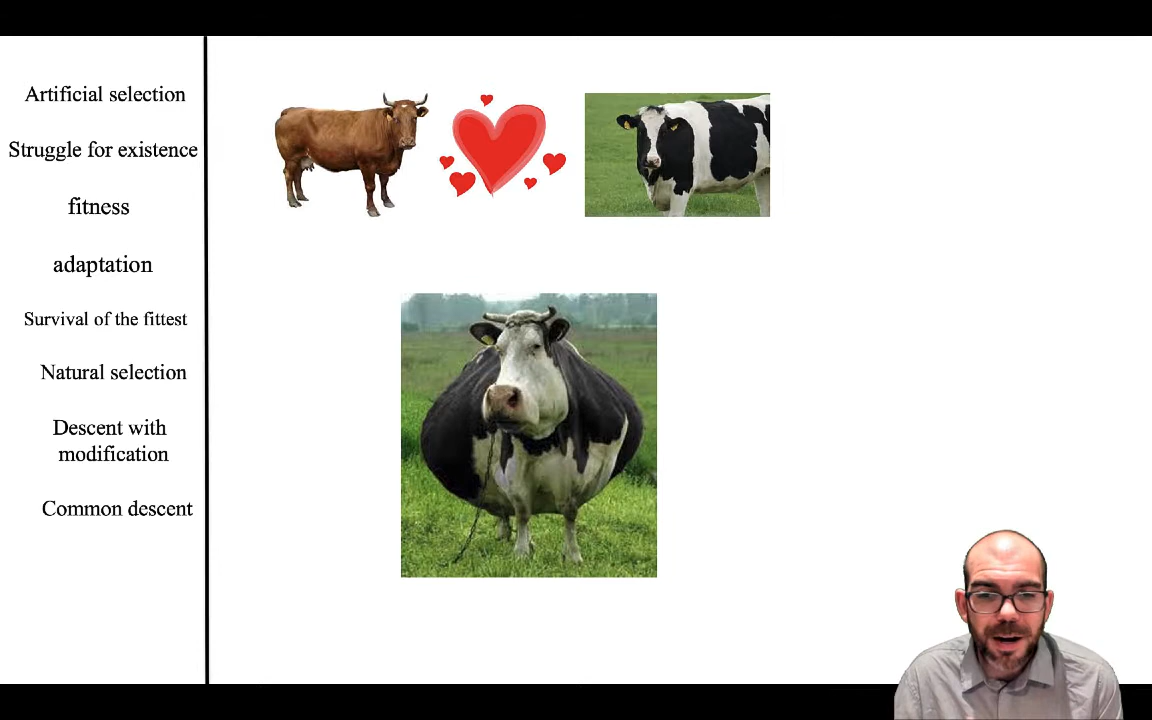 Artificial selection
Struggle for existence
fitness
adaptation
Survival of the fittest
Natural selection
Descent with
modification
Common descent